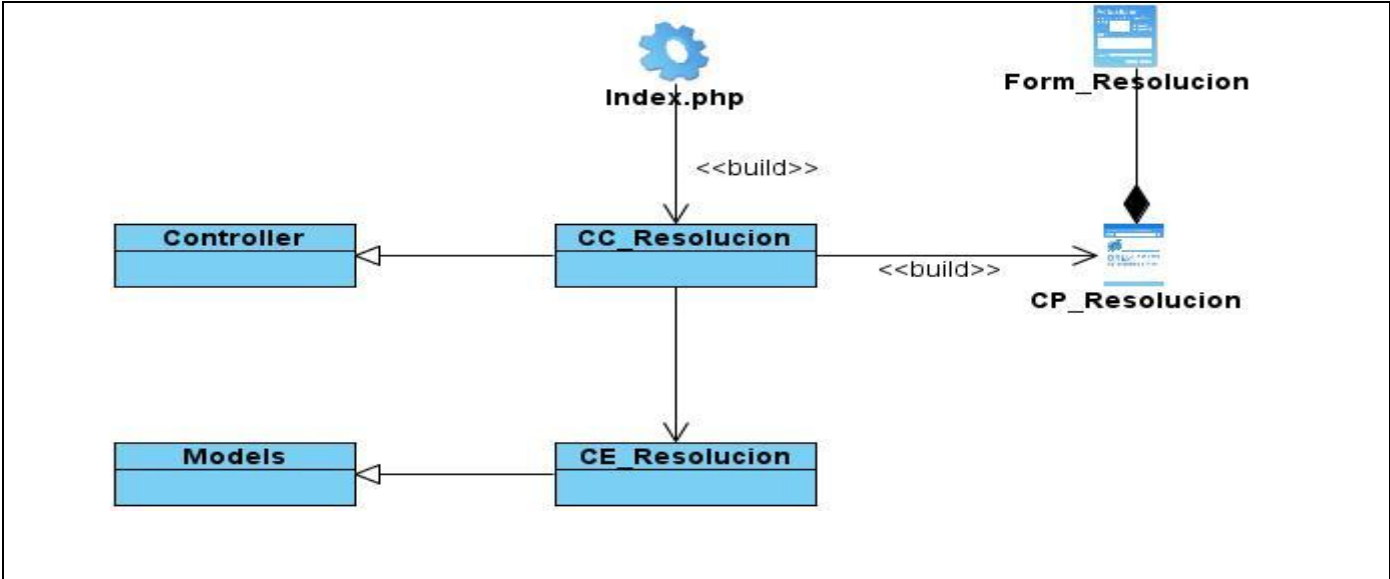 Index.php
Form_Resolucion
<<build>>
Controller
CC_Resolucion
<<build>>
CP_Resolucion
Models
CE_Resolucion